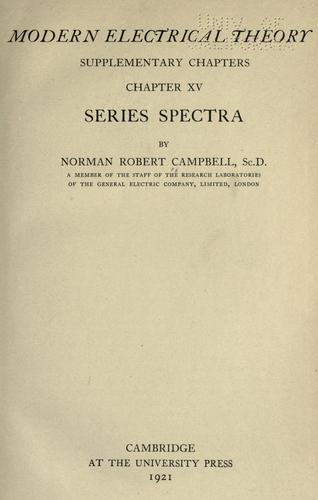 MODERN ELECTRICAL THEORY
SUPPLEMENTARY CHAPTERS
CHAPTER XV
SERIES SPECTRA
BY
NORMAN ROBERT CAMPBELL, Sc.D.
A MEMBER OF THE STAFF OF THE RESEARCH LABORATORIES
OF THE GENERAL ELECTRIC COMPANY, LIMITED, LONDON
CAMBRIDGE
AT THE UNIVERSITY PRESS
1921